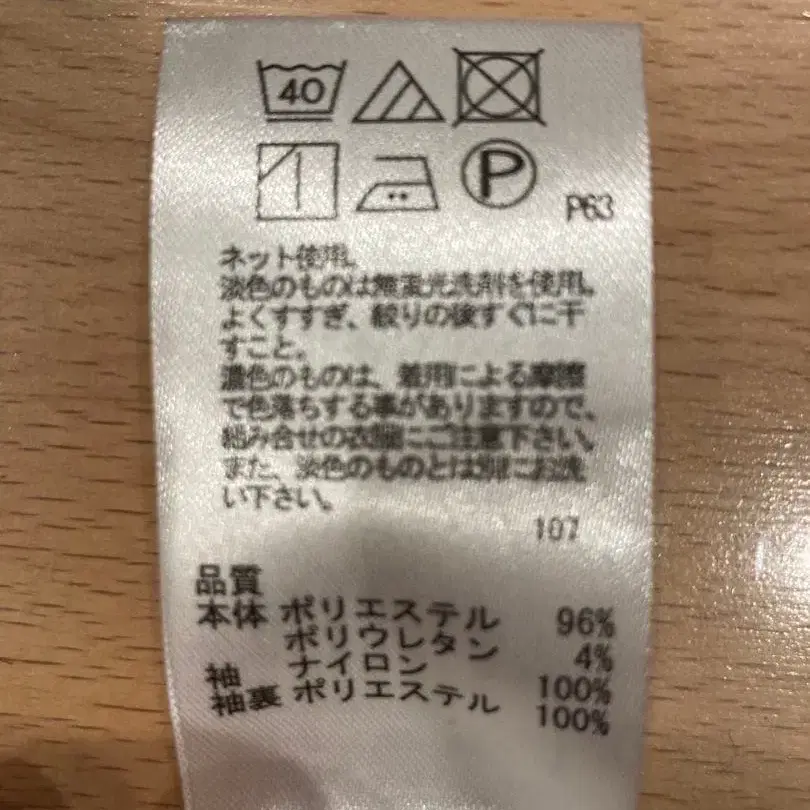 40
P
P63
ネット使用。
淡色のものは無蛍光洗剤を使用。
よくすすぎ、絞りの後すぐに干
すこと。
濃色のものは、着用による摩擦
で色落ちする事がありますので、
組み合せの衣類にご注意下さい。
また、淡色のものとは別にお洗
い下さい。
107
品質
本体 ポリエステル 96%
ポリウレタン 4%
袖 ナイロン 100%
袖裏 ポリエステル 100%